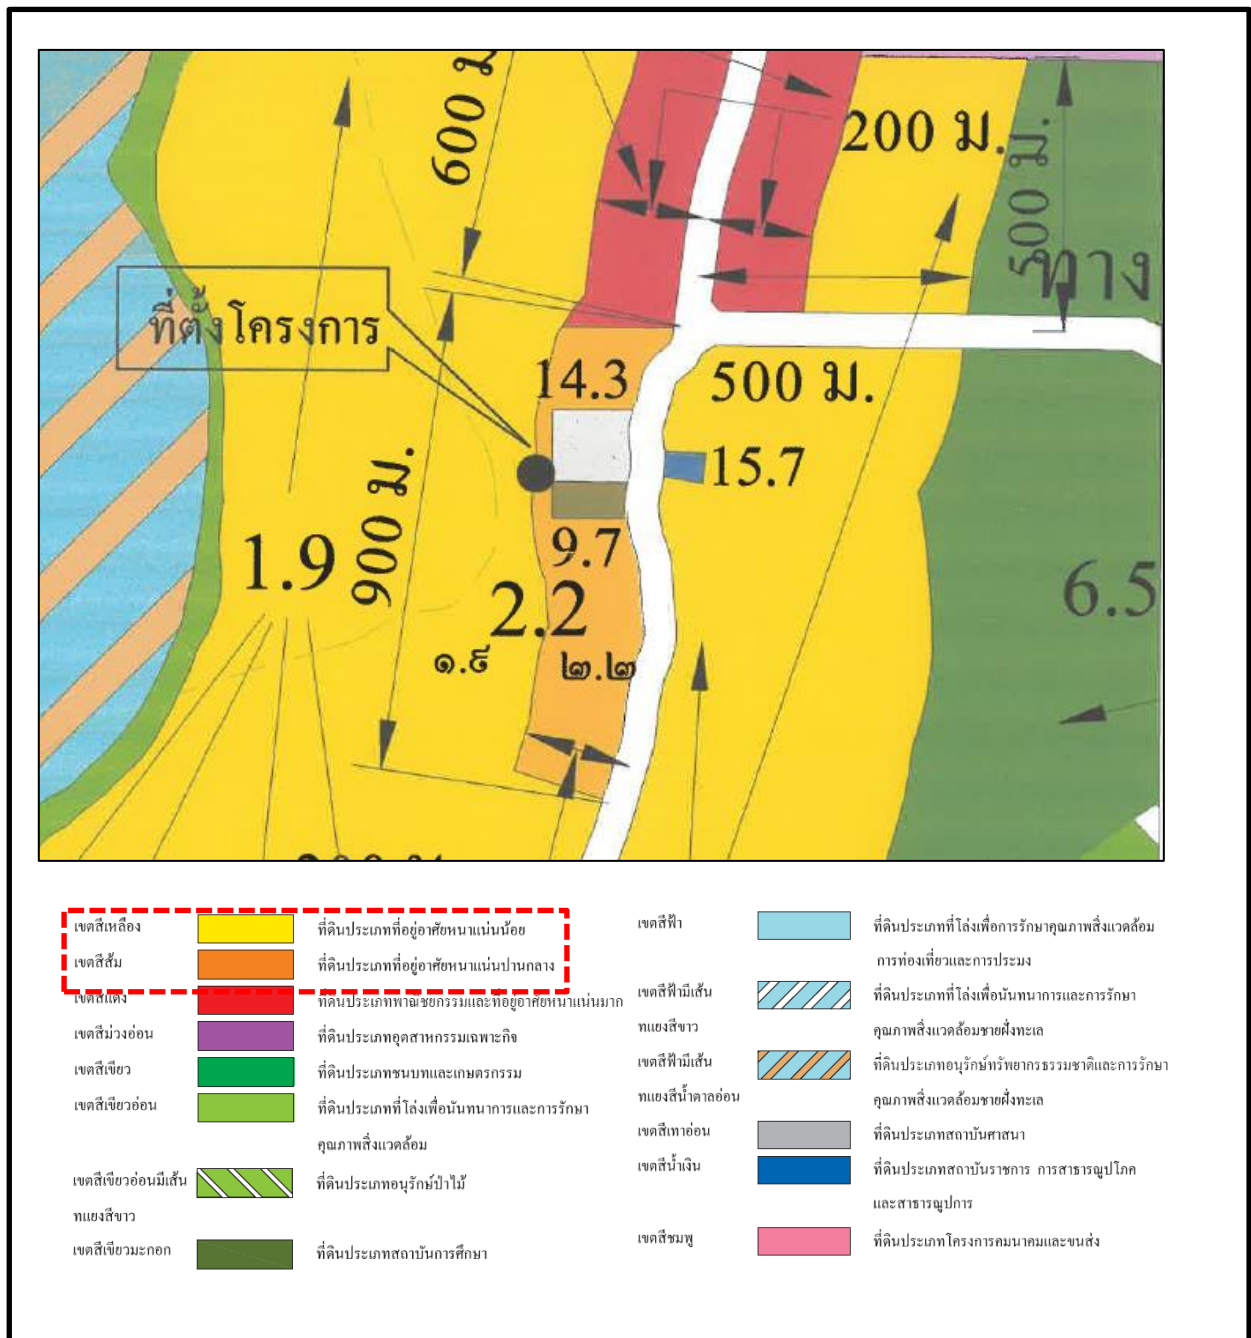 600 ม
200 ม.
500 ม.
ทาง
ที่ตั้งโครงการ
14.3
500 ม.
15.7
900 ม.
1.9
9.7
2.2
6.5
๑.๙
๒.๒
เขตสีเหลือง
ที่ดินประเภทที่อยู่อาศัยหนาแน่นน้อย
เขตสีส้ม
ที่ดินประเภทที่อยู่อาศัยหนาแน่นปานกลาง
เขตสีแดง
ที่ดินประเภทพาณิชยกรรมและที่อยู่อาศัยหนาแน่นมาก
เขตสีม่วงอ่อน
ที่ดินประเภทอุตสาหกรรมเฉพาะกิจ
เขตสีเขียว
ที่ดินประเภทชนบทและเกษตรกรรม
เขตสีเขียวอ่อน
ที่ดินประเภทที่โล่งเพื่อนันทนาการและการรักษา
คุณภาพสิ่งแวดล้อม
เขตสีเขียวอ่อนมีเส้น
ทแยงสีขาว
ที่ดินประเภทอนุรักษ์ป่าไม้
เขตสีเขียวมะกอก
ที่ดินประเภทสถาบันการศึกษา
เขตสีฟ้า
ที่ดินประเภทที่โล่งเพื่อการรักษาคุณภาพสิ่งแวดล้อม
การท่องเที่ยวและการประมง
เขตสีฟ้ามีเส้น
ทแยงสีขาว
ที่ดินประเภทที่โล่งเพื่อนันทนาการและการรักษา
คุณภาพสิ่งแวดล้อมชายฝั่งทะเล
เขตสีฟ้ามีเส้น
ทแยงสีน้ำตาลอ่อน
ที่ดินประเภทอนุรักษ์ทรัพยากรธรรมชาติและการรักษา
คุณภาพสิ่งแวดล้อมชายฝั่งทะเล
เขตสีเทาอ่อน
ที่ดินประเภทสถาบันศาสนา
เขตสีน้ำเงิน
ที่ดินประเภทสถาบันราชการ การสาธารณูปโภค
และสาธารณูปการ
เขตสีชมพู
ที่ดินประเภทโครงการคมนาคมและขนส่ง